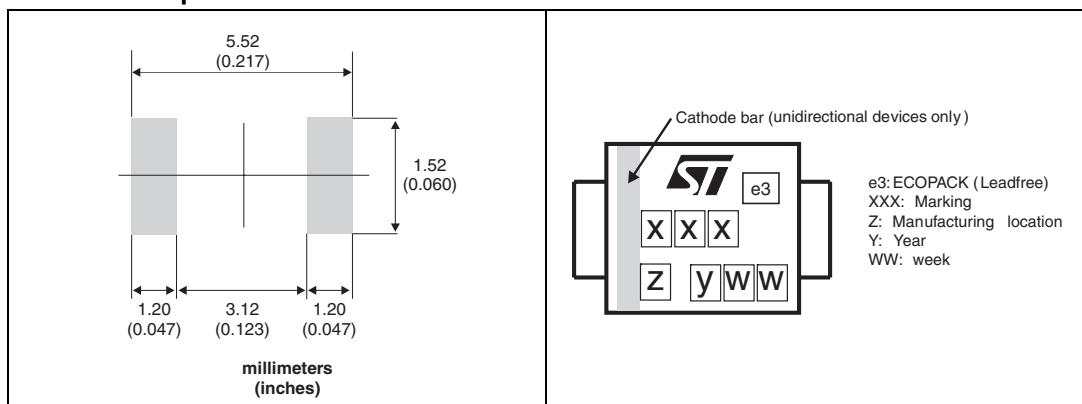 5.52
(0.217)
1.52
(0.060)
1.20
(0.047)
3.12
(0.123)
1.20
(0.047)
millimeters
(inches)
Cathode bar (unidirectional devices only)
ST
e3
x x x
z y w w
e3: ECOPACK (Leadfree)
XXX: Marking
Z: Manufacturing location
Y: Year
WW: week